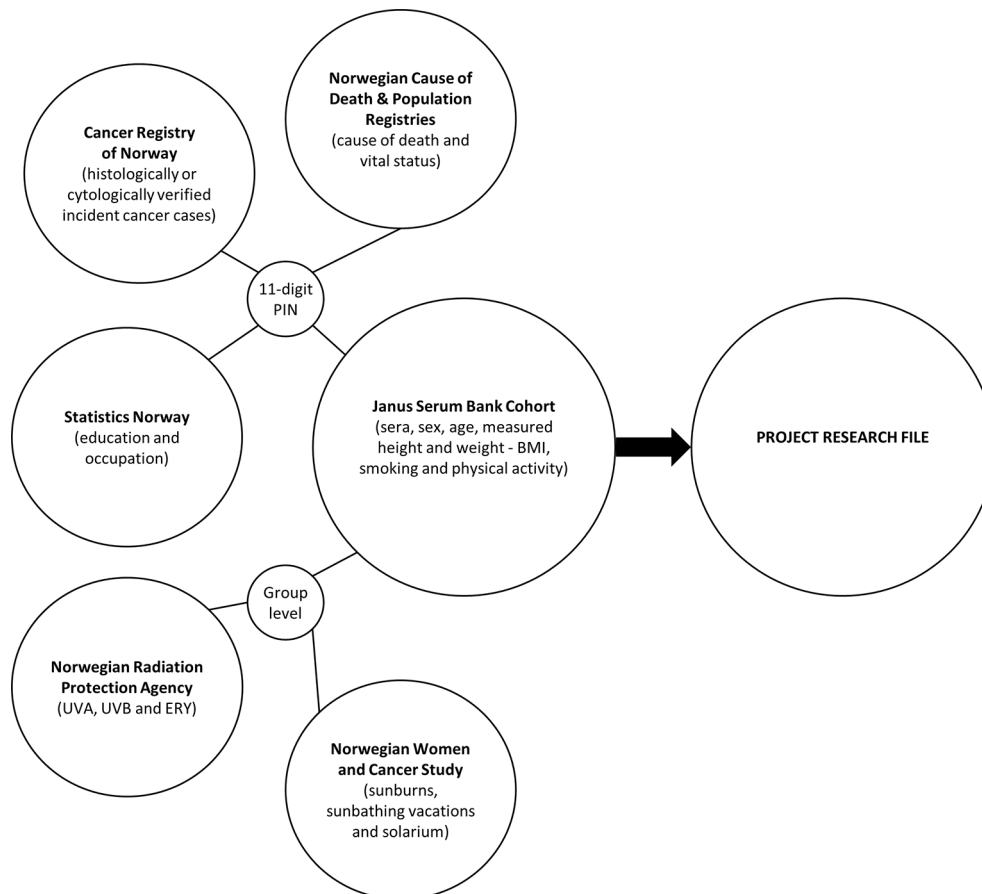 Norwegian Cause of
Death & Population
Registries
(cause of death and
vital status)
Cancer Registry
of Norway
(histologically or
cytologically verified
incident cancer cases)
11-digit
PIN
Statistics Norway
(education and
occupation)
Janus Serum Bank Cohort
(sera, sex, age, measured
height and weight - BMI,
smoking and physical activity)
PROJECT RESEARCH FILE
Group
level
Norwegian Radiation
Protection Agency
(UVA, UVB and ERY)
Norwegian Women
and Cancer Study
(sunburns,
sunbathing vacations
and solarium)